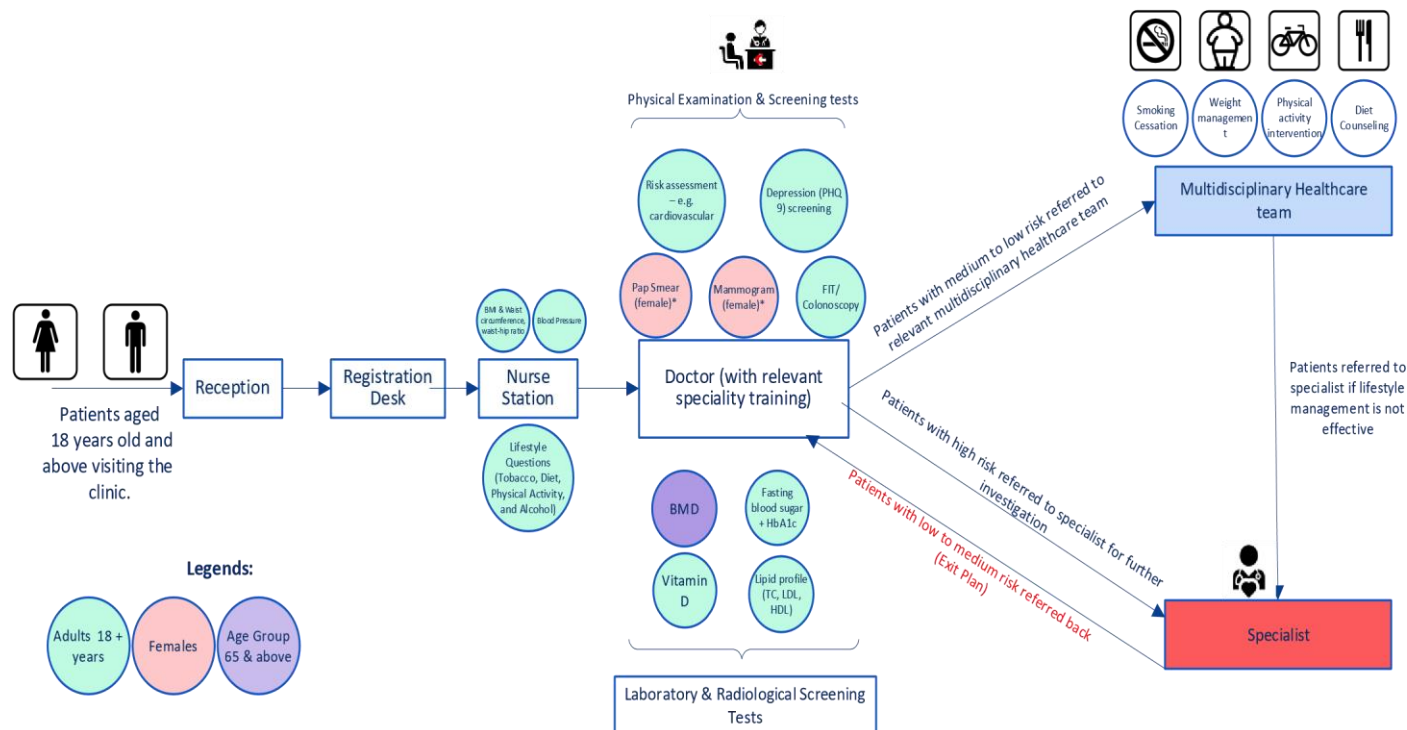 Physical Examination & Screening tests
Smoking
Cessation
Weight
managemen
t
Physical
activity
intervention
Diet
Counseling
Risk assessment
– e.g.
cardiovascular
Depression (PHQ
9) screening
Multidisciplinary Healthcare
team
Pap Smear
(female)*
Mammogram
(female)*
FIT/
Colonoscopy
Patients with medium to low risk referred to
relevant multidisciplinary healthcare team
BMI & Waist
circumference,
waist-hip ratio
Blood Pressure
Patients aged
18 years old and
above visiting the
clinic.
Reception
Registration
Desk
Nurse
Station
Doctor (with relevant
speciality training)
Patients referred to
specialist if lifestyle
management is not
effective
Lifestyle
Questions
(Tobacco, Diet,
Physical Activity,
and Alcohol)
Patients with high risk referred to specialist for further
investigation
Patients with low to medium risk referred back
(Exit Plan)
BMD
Fasting
blood sugar
+ HbA1c
Vitamin
D
Lipid profile
(TC, LDL,
HDL)
Specialist
Legends:
Adults 18 +
years
Females
Age Group
65 & above
Laboratory & Radiological Screening
Tests